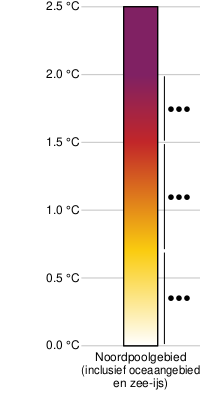 2.5 °C
2.0 °C
1.5 °C
1.0 °C
0.5 °C
0.0 °C
Noordpoolgebied
(inclusief oceaangebied
en zee-ijs)